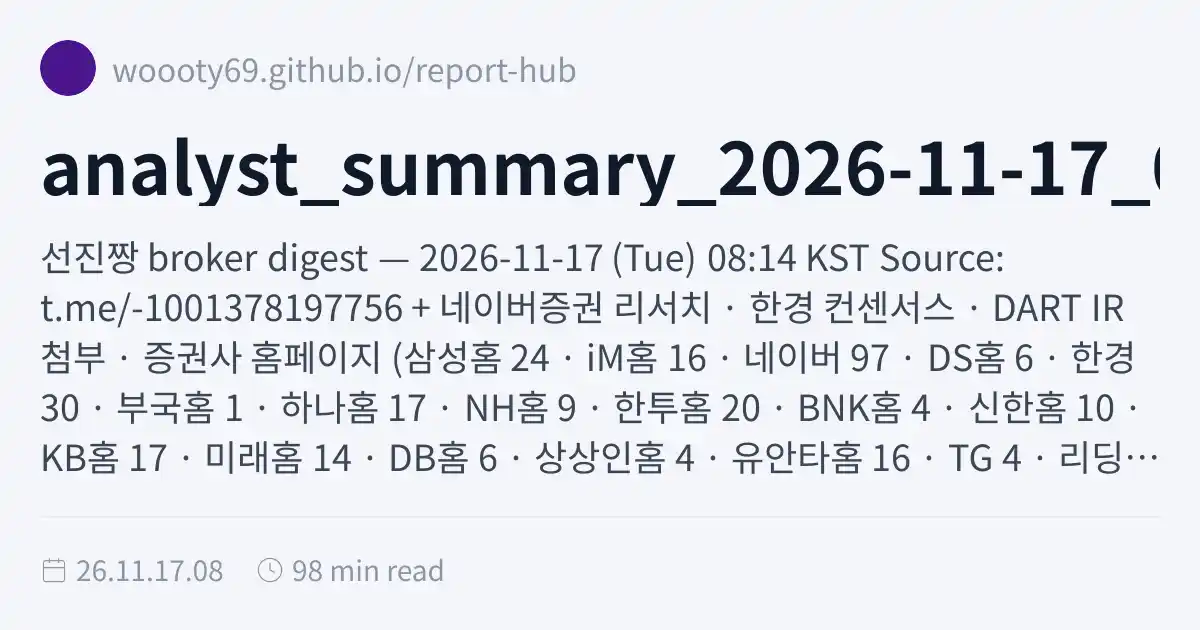 woooty69.github.io/report-hub
analyst_summary_2026-11-17_
선진짱 broker digest — 2026-11-17 (Tue) 08:14 KST Source:
t.me/-1001378197756 + 네이버증권 리서치 · 한경 컨센서스 · DART IR
첨부 · 증권사 홈페이지 (삼성홈 24 · iM홈 16 · 네이버 97 · DS홈 6 · 한경
30 · 부국홈 1 · 하나홈 17 · NH홈 9 · 한투홈 20 · BNK홈 4 · 신한홈 10 ·
KB홈 17 · 미래홈 14 · DB홈 6 · 상상인홈 4 · 유안타홈 16 · TG 4 · 리딩…
26.11.17.08
98 min read